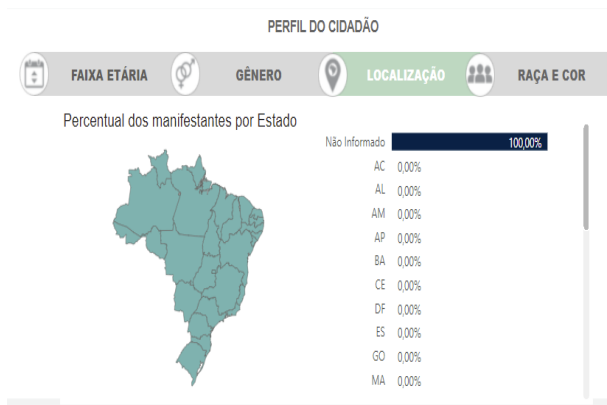 PERFIL DO CIDADÃO
FAIXA ETÁRIA
GÊNERO
LOCALIZAÇÃO
RAÇA E COR
Percentual dos manifestantes por Estado
Não Informado 100,00%
AC 0,00%
AL 0,00%
AM 0,00%
AP 0,00%
BA 0,00%
CE 0,00%
DF 0,00%
ES 0,00%
GO 0,00%
MA 0,00%